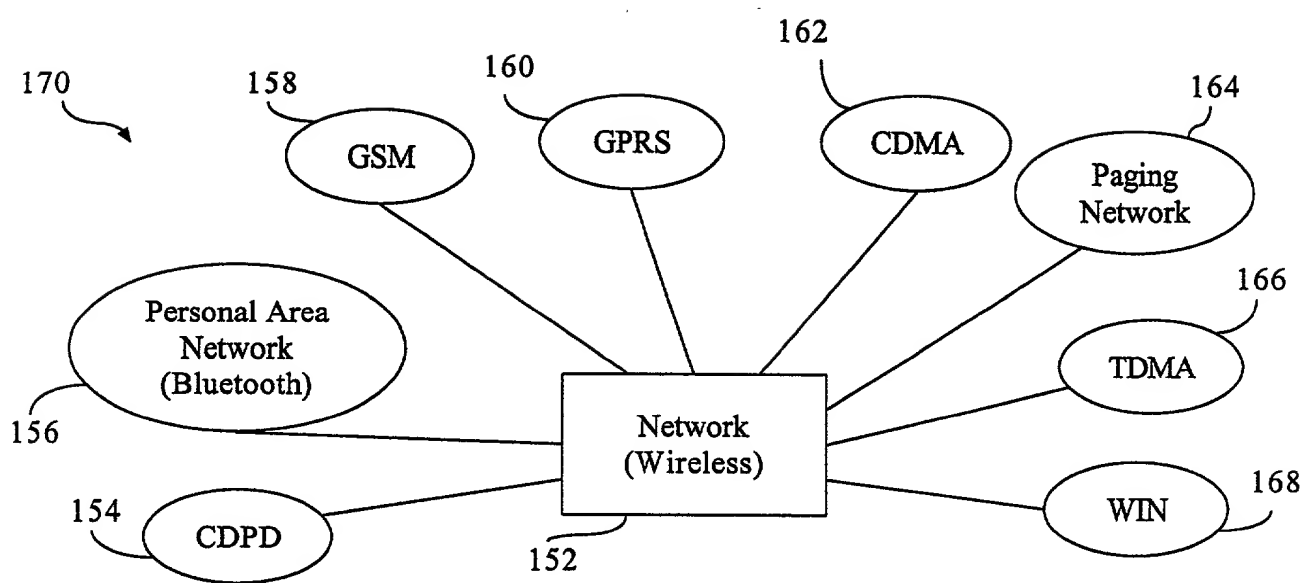 162
160
158
164
170
GSM
GPRS
CDMA
Paging
Network
Personal Area
Network
(Bluetooth)
166
TDMA
156
Network
(Wireless)
154
CDPD
152
WIN
168